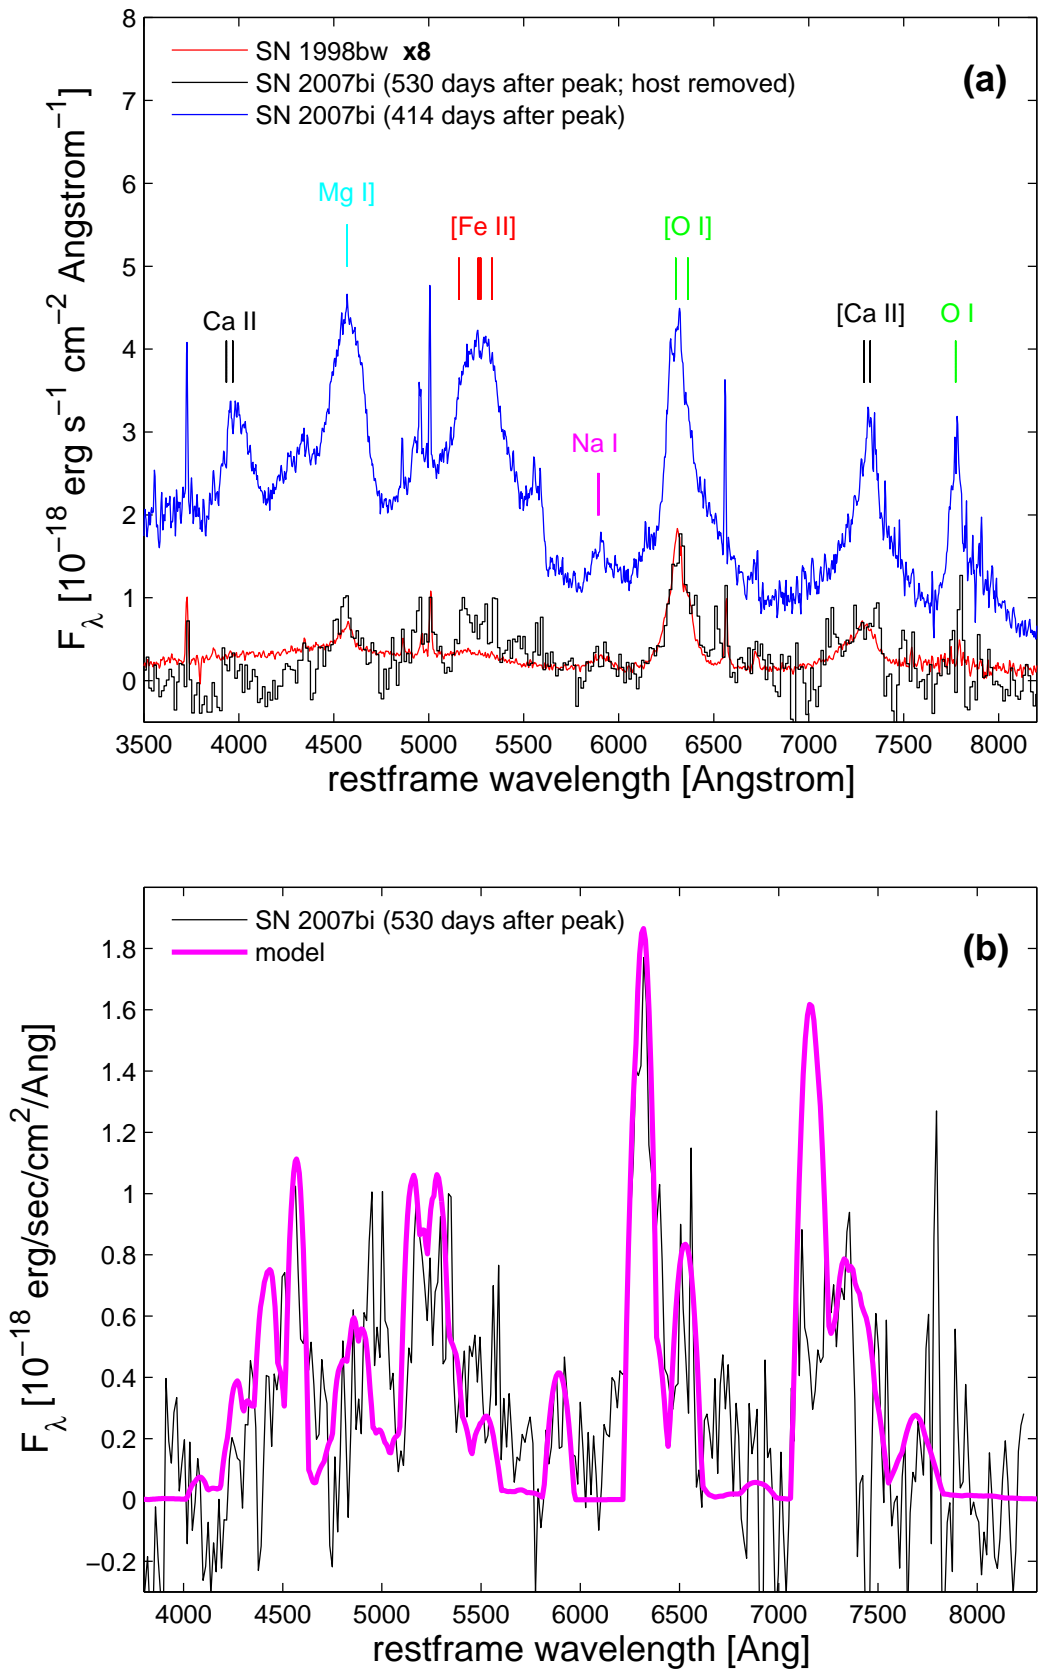 SN 1998bw x8
SN 2007bi (530 days after peak; host removed)
SN 2007bi (414 days after peak)
(a)
Mg I]
[Fe II]
[O I]
Ca II
[Ca II]
O I
Na I
8
7
6
5
4
3
2
1
0
F_λ [10^−18 erg s^−1 cm^−2 Angstrom^−1]
3500 4000 4500 5000 5500 6000 6500 7000 7500 8000
restframe wavelength [Angstrom]
SN 2007bi (530 days after peak)
model
(b)
1.8
1.6
1.4
1.2
1
0.8
0.6
0.4
0.2
0
−0.2
F_λ [10^−18 erg/sec/cm^2/Ang]
4000 4500 5000 5500 6000 6500 7000 7500 8000
restframe wavelength [Ang]